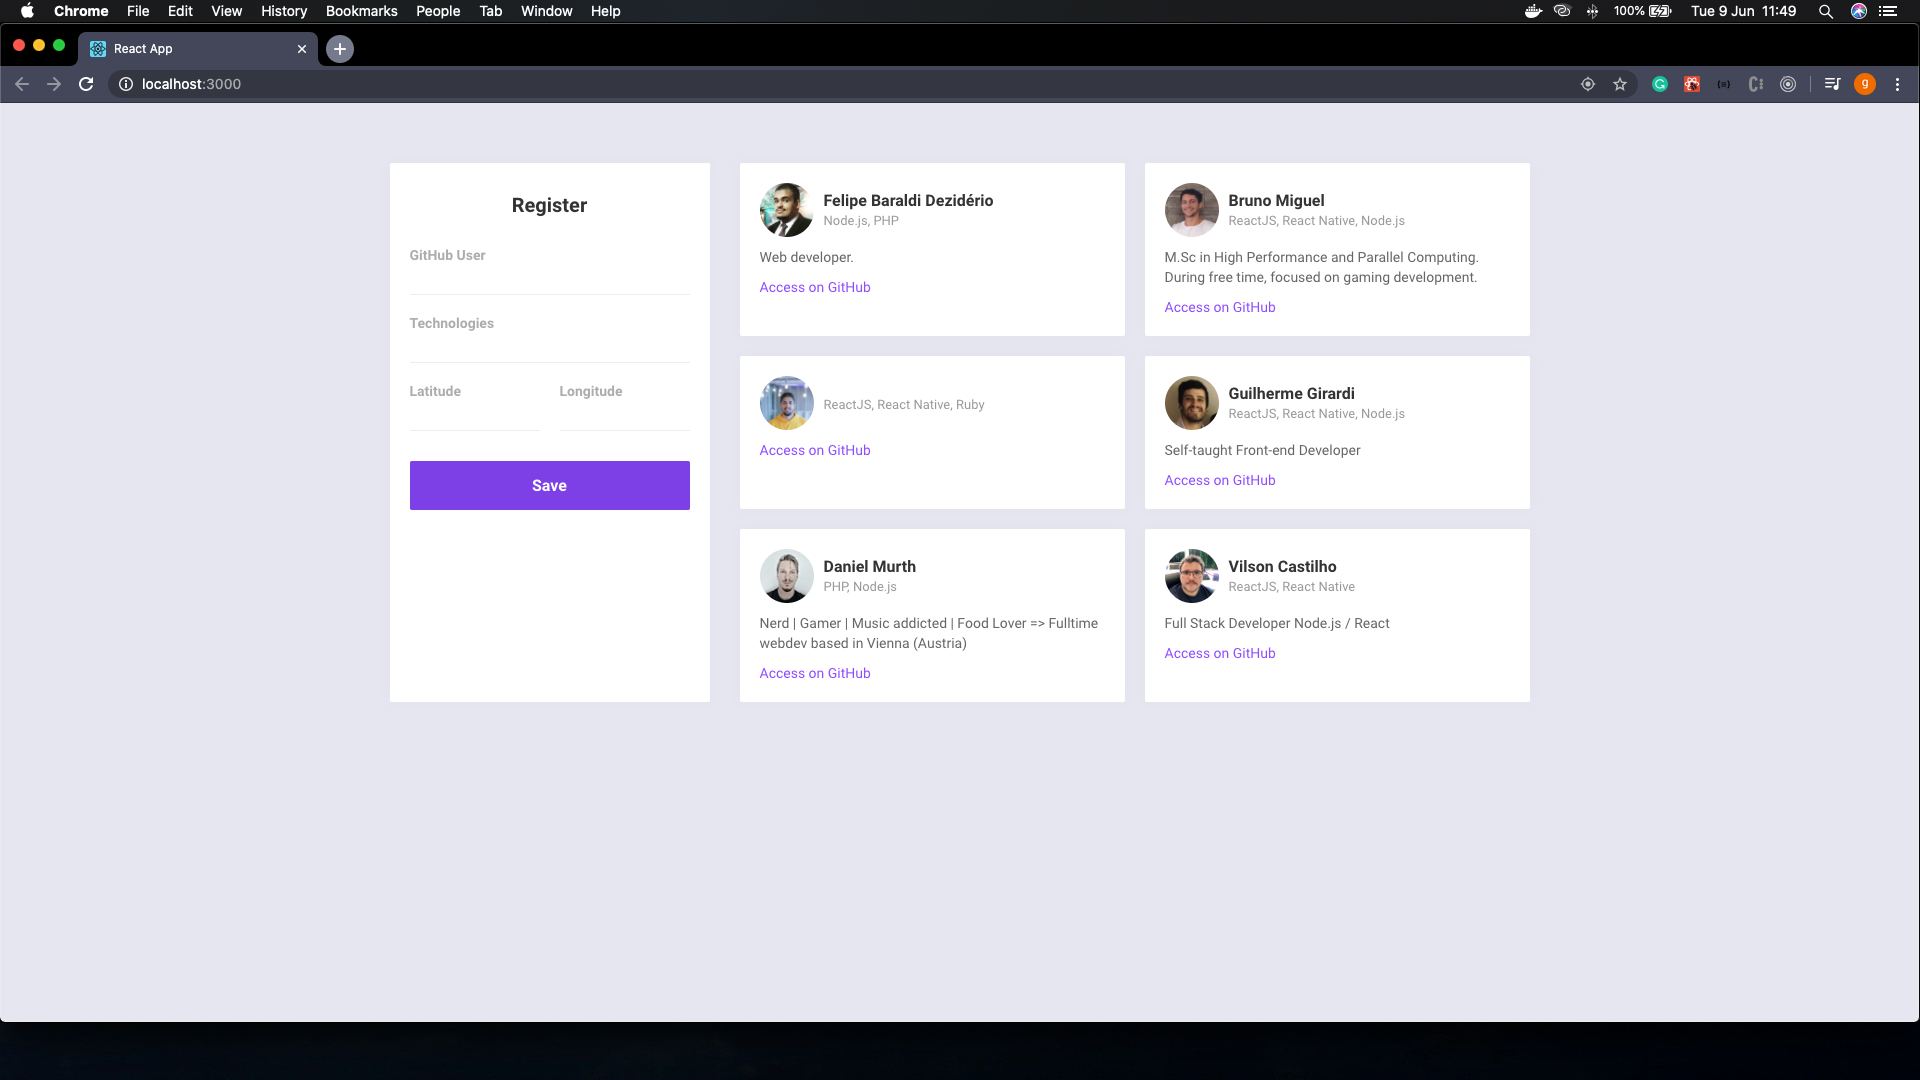 Chrome File Edit View History Bookmarks People Tab Window Help 100% Tue 9 Jun 11:49
React App
localhost:3000
g
Register
GitHub User
Technologies
Latitude Longitude
Save
Felipe Baraldi Dezidério
Node.js, PHP
Web developer.
Access on GitHub
Bruno Miguel
ReactJS, React Native, Node.js
M.Sc in High Performance and Parallel Computing.
During free time, focused on gaming development.
Access on GitHub
ReactJS, React Native, Ruby
Access on GitHub
Guilherme Girardi
ReactJS, React Native, Node.js
Self-taught Front-end Developer
Access on GitHub
Daniel Murth
PHP, Node.js
Nerd | Gamer | Music addicted | Food Lover => Fulltime
webdev based in Vienna (Austria)
Access on GitHub
Vilson Castilho
ReactJS, React Native
Full Stack Developer Node.js / React
Access on GitHub